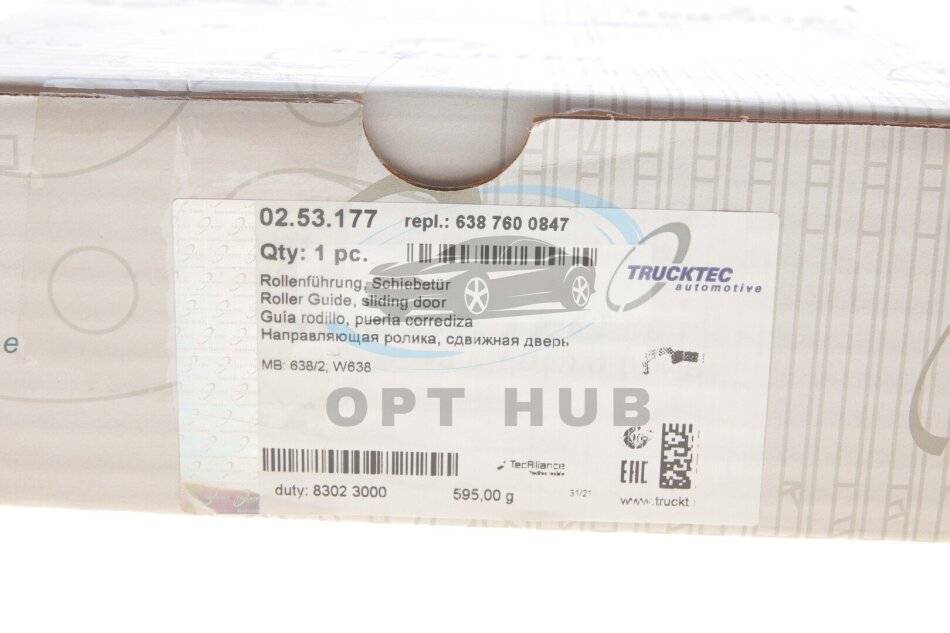 02.53.177 repl.: 638 760 0847
Qty: 1 pc.
TRUCKTEC
automotive
Rollenführung, Schiebetür
Roller Guide, sliding door
Guía rodillo, puerta corrediza
Направляющая ролика, сдвижная дверь
MB: 638/2; W638
OPT HUB
TecAlliance
EAC
duty: 8302 3000 595,00 g 31/21
www.truckt
e